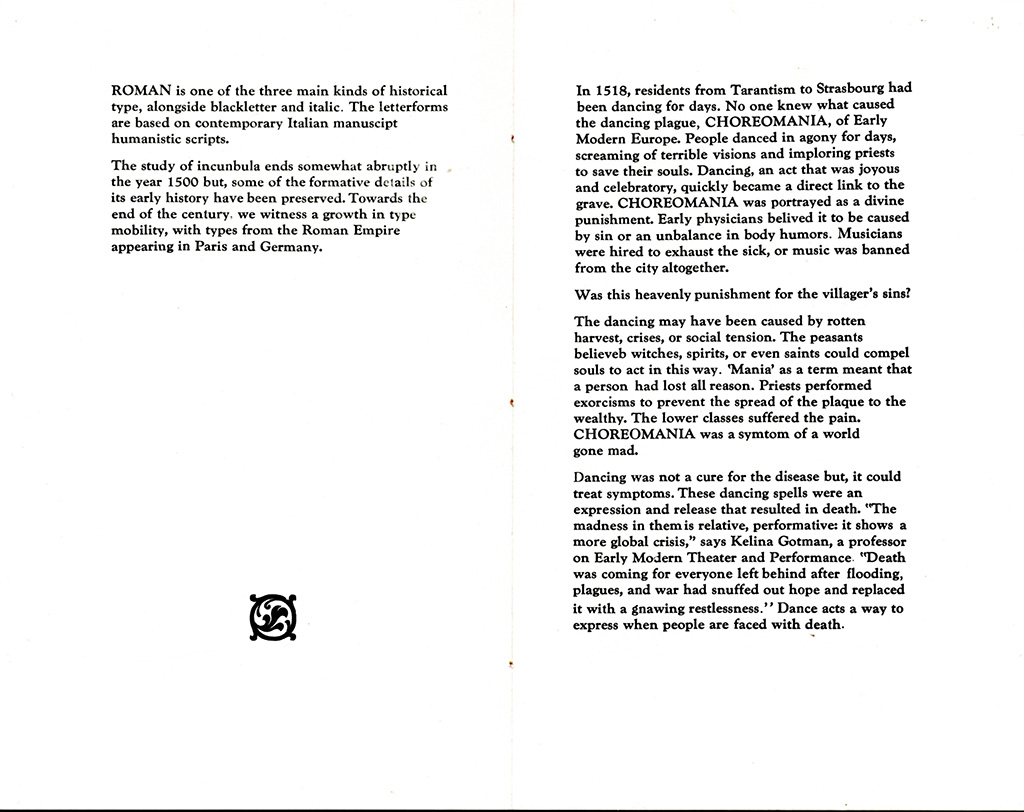 ROMAN is one of the three main kinds of historical
type, alongside blackletter and italic. The letterforms
are based on contemporary Italian manuscipt
humanistic scripts.
The study of incunbula ends somewhat abruptly in
the year 1500 but, some of the formative details of
its early history have been preserved. Towards the
end of the century, we witness a growth in type
mobility, with types from the Roman Empire
appearing in Paris and Germany.
In 1518, residents from Tarantism to Strasbourg had
been dancing for days. No one knew what caused
the dancing plague, CHOREOMANIA, of Early
Modern Europe. People danced in agony for days,
screaming of terrible visions and imploring priests
to save their souls. Dancing, an act that was joyous
and celebratory, quickly became a direct link to the
grave. CHOREOMANIA was portrayed as a divine
punishment. Early physicians belived it to be caused
by sin or an unbalance in body humors. Musicians
were hired to exhaust the sick, or music was banned
from the city altogether.
Was this heavenly punishment for the villager's sins?
The dancing may have been caused by rotten
harvest, crises, or social tension. The peasants
believeb witches, spirits, or even saints could compel
souls to act in this way. 'Mania' as a term meant that
a person had lost all reason. Priests performed
exorcisms to prevent the spread of the plaque to the
wealthy. The lower classes suffered the pain.
CHOREOMANIA was a symtom of a world
gone mad.
Dancing was not a cure for the disease but, it could
treat symptoms. These dancing spells were an
expression and release that resulted in death. "The
madness in them is relative, performative: it shows a
more global crisis," says Kelina Gotman, a professor
on Early Modern Theater and Performance. "Death
was coming for everyone left behind after flooding,
plagues, and war had snuffed out hope and replaced
it with a gnawing restlessness.'' Dance acts a way to
express when people are faced with death.